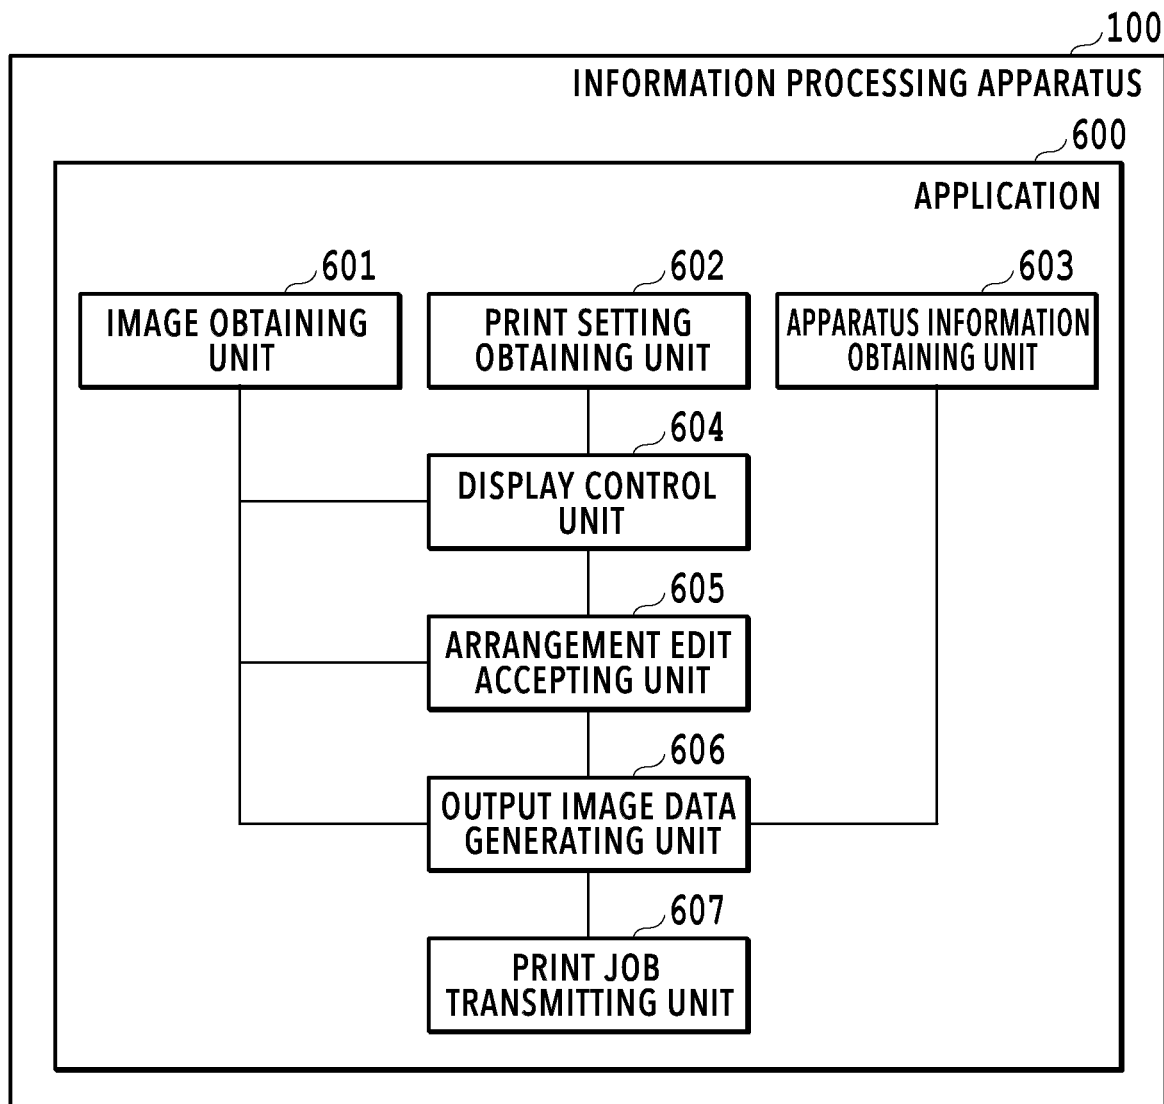 100
INFORMATION PROCESSING APPARATUS
600
APPLICATION
601
IMAGE OBTAINING
UNIT
602
PRINT SETTING
OBTAINING UNIT
603
APPARATUS INFORMATION
OBTAINING UNIT
604
DISPLAY CONTROL
UNIT
605
ARRANGEMENT EDIT
ACCEPTING UNIT
606
OUTPUT IMAGE DATA
GENERATING UNIT
607
PRINT JOB
TRANSMITTING UNIT